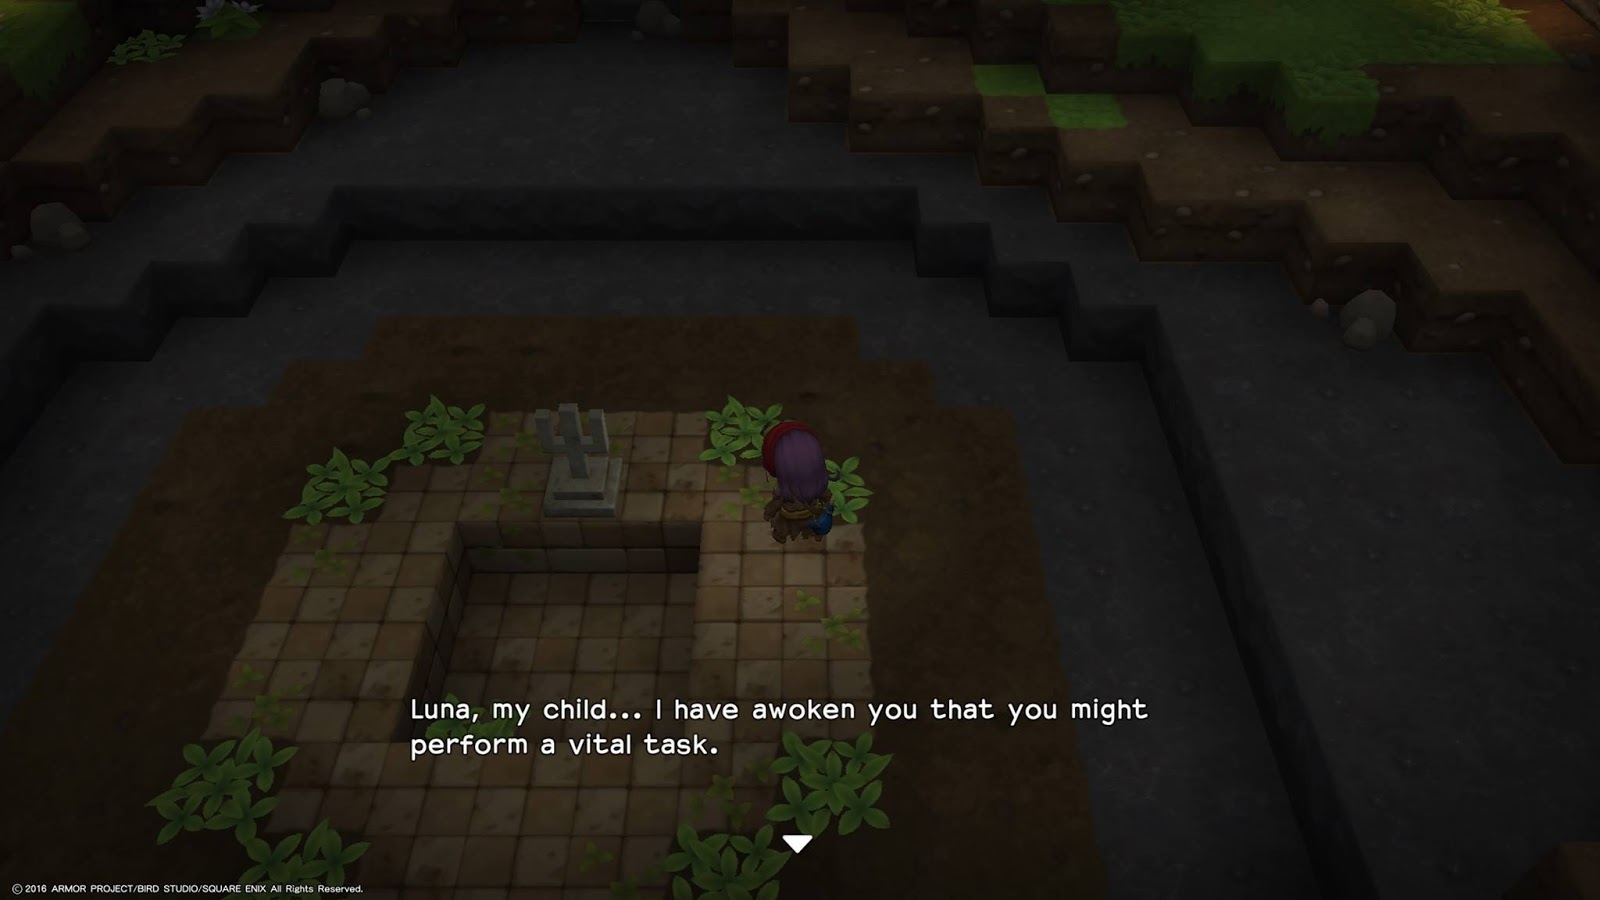 Luna, my child... I have awoken you that you might
perform a vital task.
© 2016 ARMOR PROJECT/BIRD STUDIO/SQUARE ENIX All Rights Reserved.